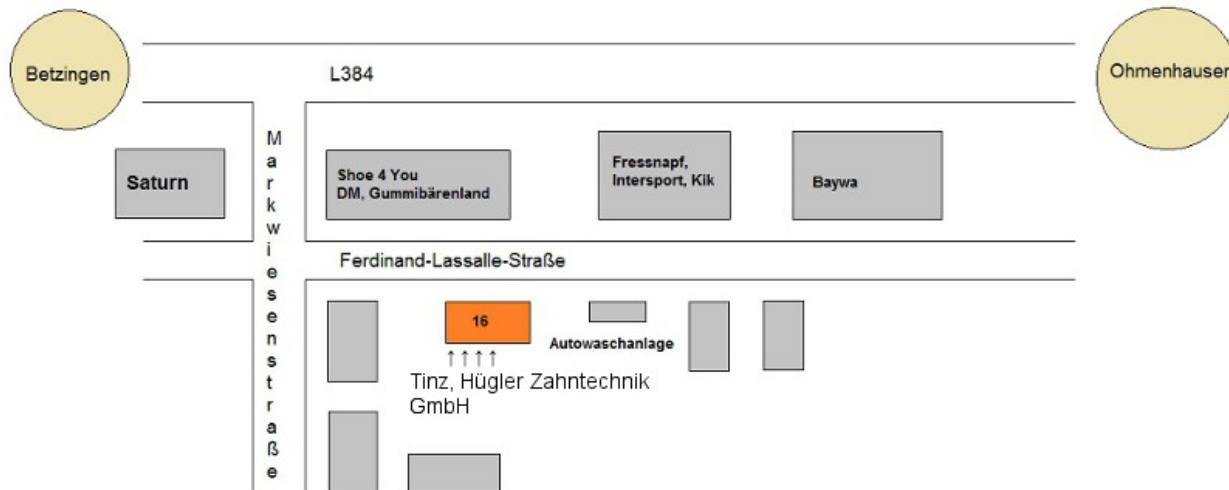 Betzingen
L384
Ohmenhausen
Markwiesenstraße
Saturn
Shoe 4 You
DM, Gummibärenland
Fressnapf,
Intersport, Kik
Baywa
Ferdinand-Lassalle-Straße
16
Autowaschanlage
↑ ↑ ↑ ↑
Tinz, Hügler Zahntechnik
GmbH